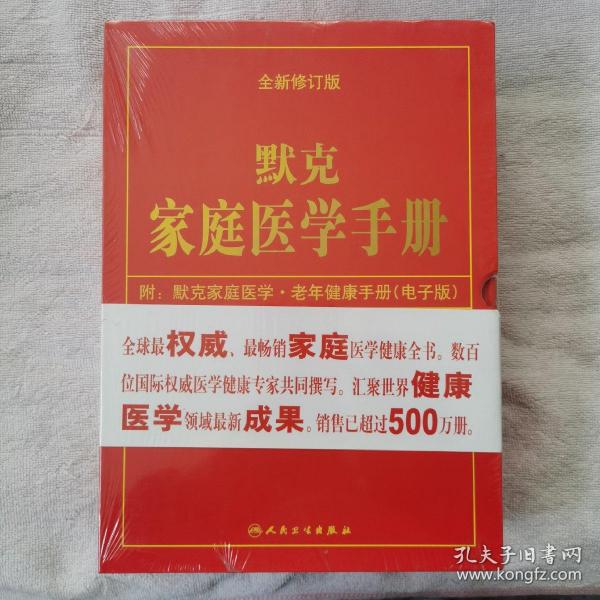 全新修订版
默克
家庭医学手册
附：默克家庭医学·老年健康手册（电子版）
全球最权威、最畅销家庭医学健康全书。数百
位国际权威医学健康专家共同撰写。汇聚世界健康
医学领域最新成果。销售已超过500万册。
人民卫生出版社
孔夫子旧书网
www.kongfz.com